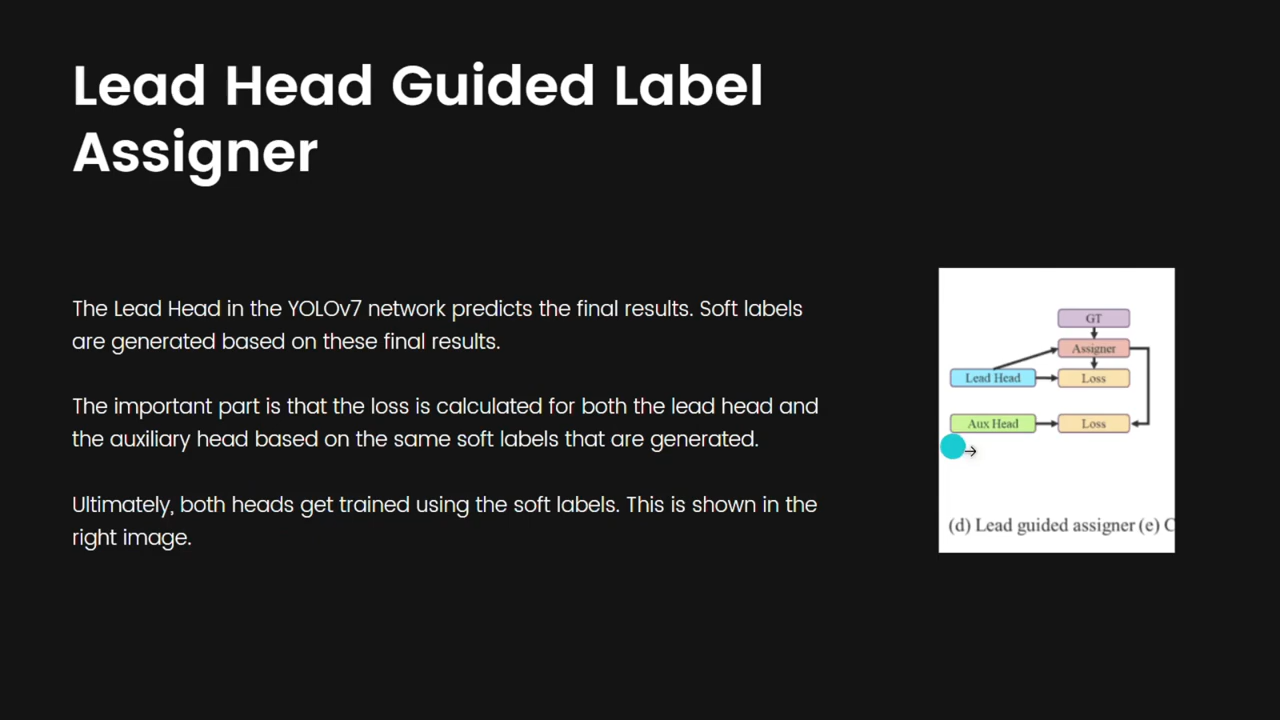 Lead Head Guided Label
Assigner
The Lead Head in the YOLOv7 network predicts the final results. Soft labels
are generated based on these final results.
The important part is that the loss is calculated for both the lead head and
the auxiliary head based on the same soft labels that are generated.
Ultimately, both heads get trained using the soft labels. This is shown in the
right image.
GT
Assigner
Lead Head
Loss
Aux Head
Loss
(d) Lead guided assigner (e) C